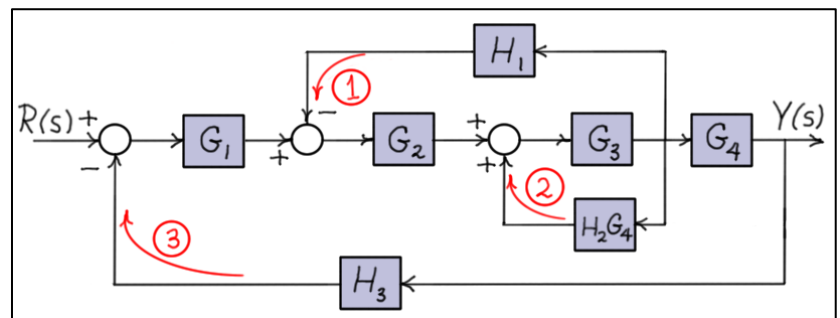 H₁
①
−
R(s) + G₁ + G₂ + G₃ G₄ Y(s)
− +
② H₂G₄
③
H₃